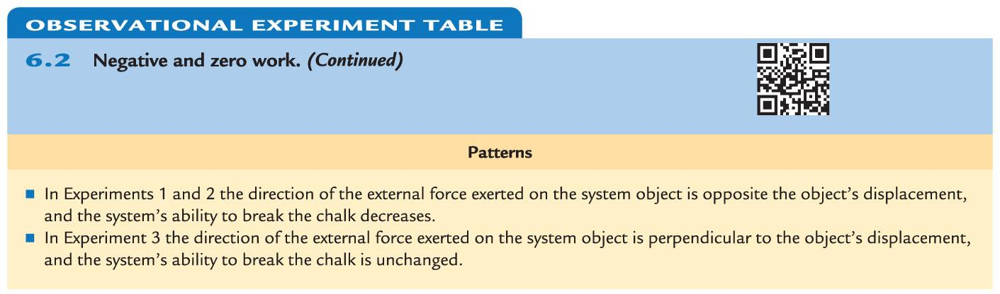 OBSERVATIONAL EXPERIMENT TABLE
6.2 Negative and zero work. (Continued)
Patterns
■ In Experiments 1 and 2 the direction of the external force exerted on the system object is opposite the object's displacement,
and the system's ability to break the chalk decreases.
■ In Experiment 3 the direction of the external force exerted on the system object is perpendicular to the object's displacement,
and the system's ability to break the chalk is unchanged.